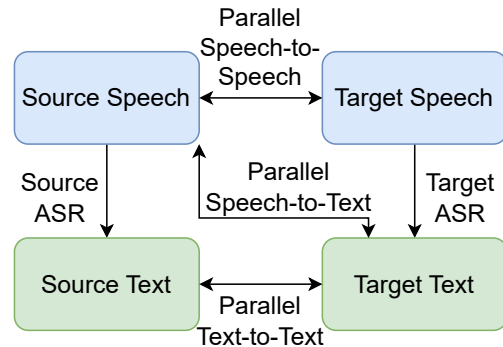 Parallel
Speech-to-
Speech
Source Speech
Target Speech
Source
ASR
Parallel
Speech-to-Text
Target
ASR
Source Text
Target Text
Parallel
Text-to-Text